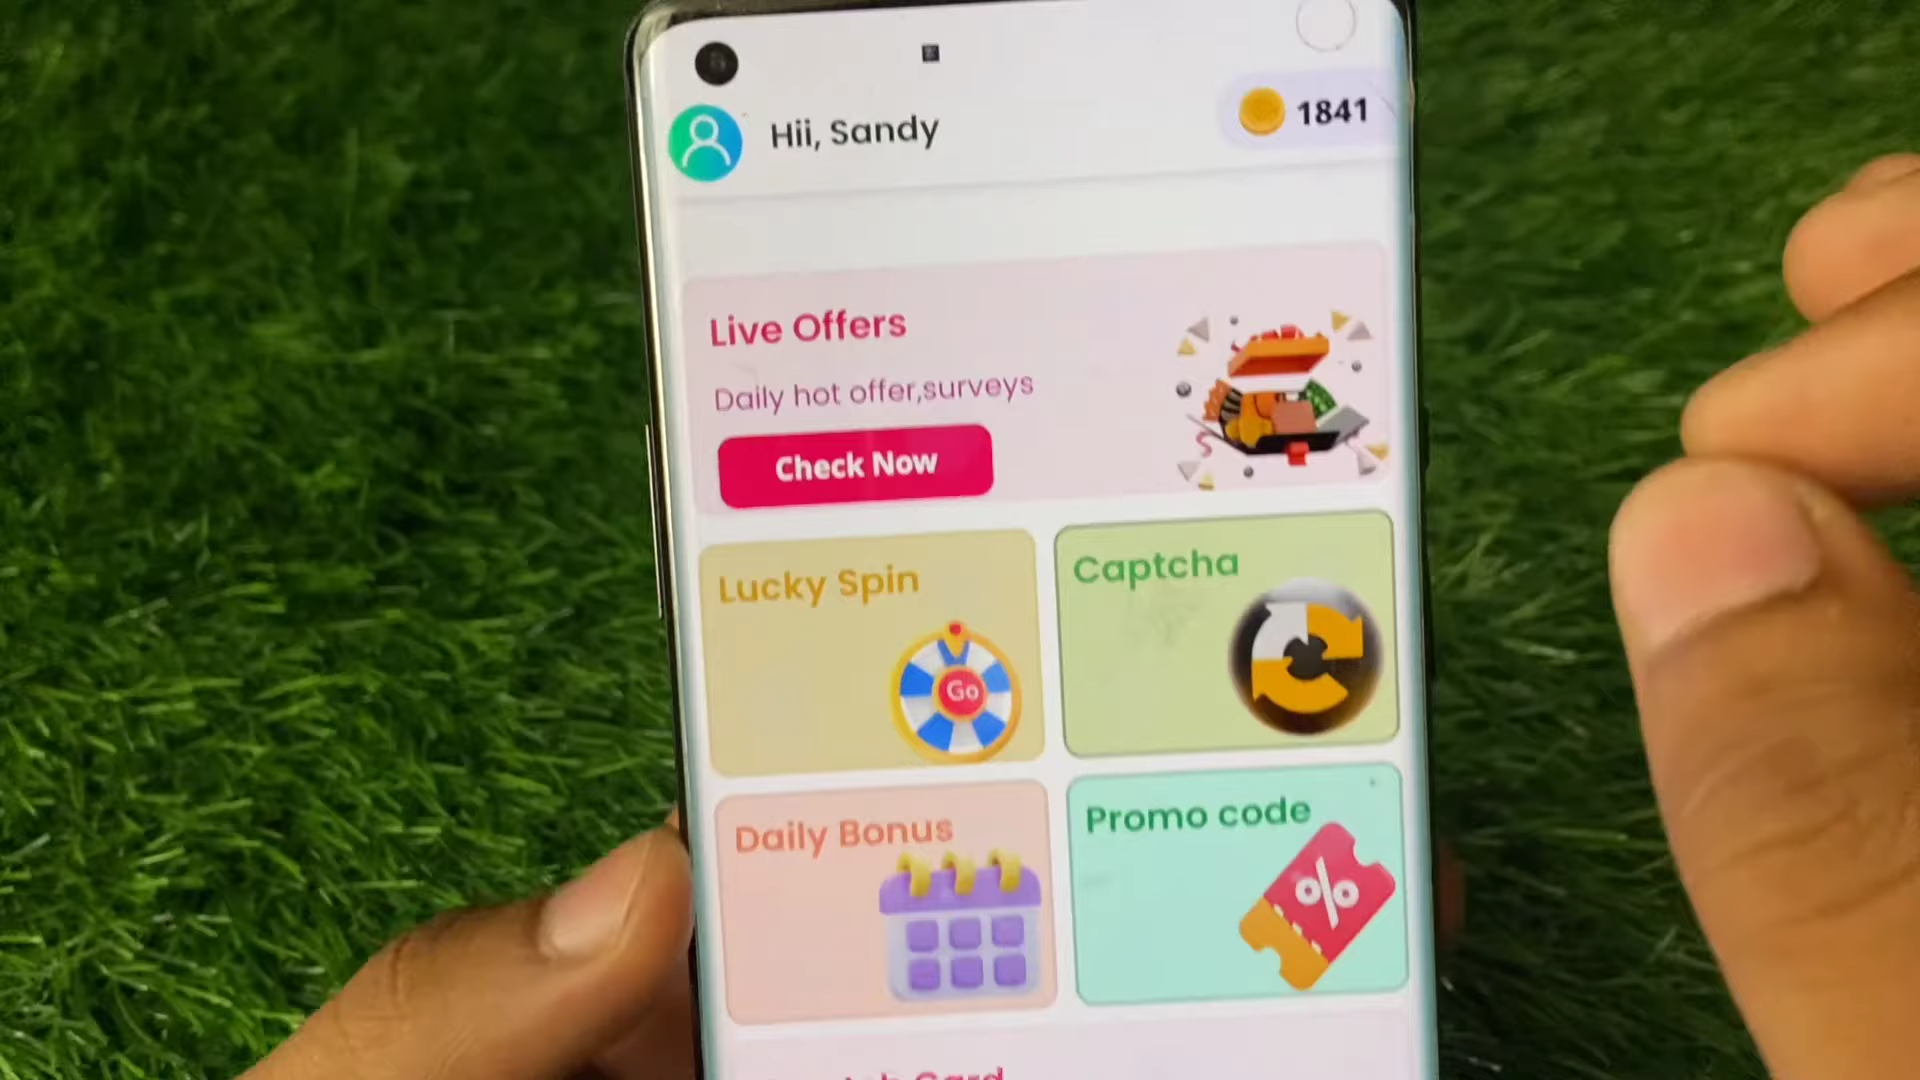 Hii, Sandy
1841
Live Offers
Daily hot offer,surveys
Check Now
Lucky Spin
Go
Captcha
Daily Bonus
Promo code
%
Card